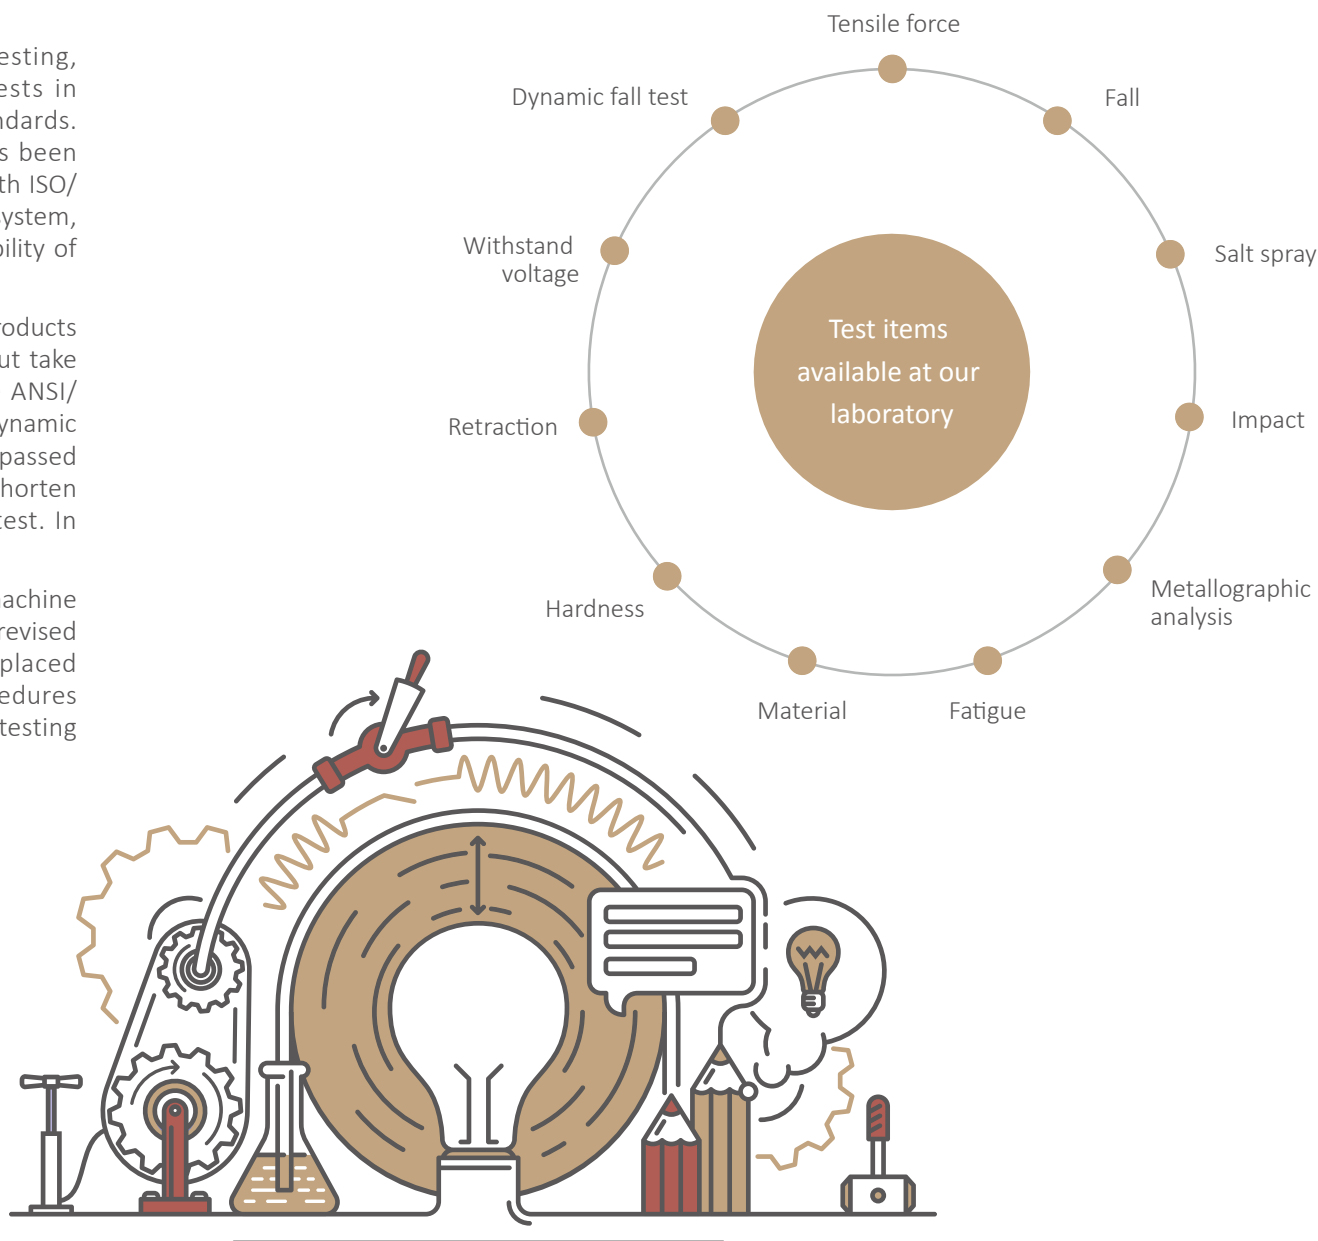 esting,
ests in
ndards.
s been
th ISO/
system,
bility of
roducts
ut take
ANSI/
ynamic
passed
horten
test. In
achine
revised
placed
edures
testing
Tensile force
Fall
Salt spray
Impact
Metallographic
analysis
Fatigue
Material
Hardness
Retraction
Withstand
voltage
Dynamic fall test
Test items
available at our
laboratory